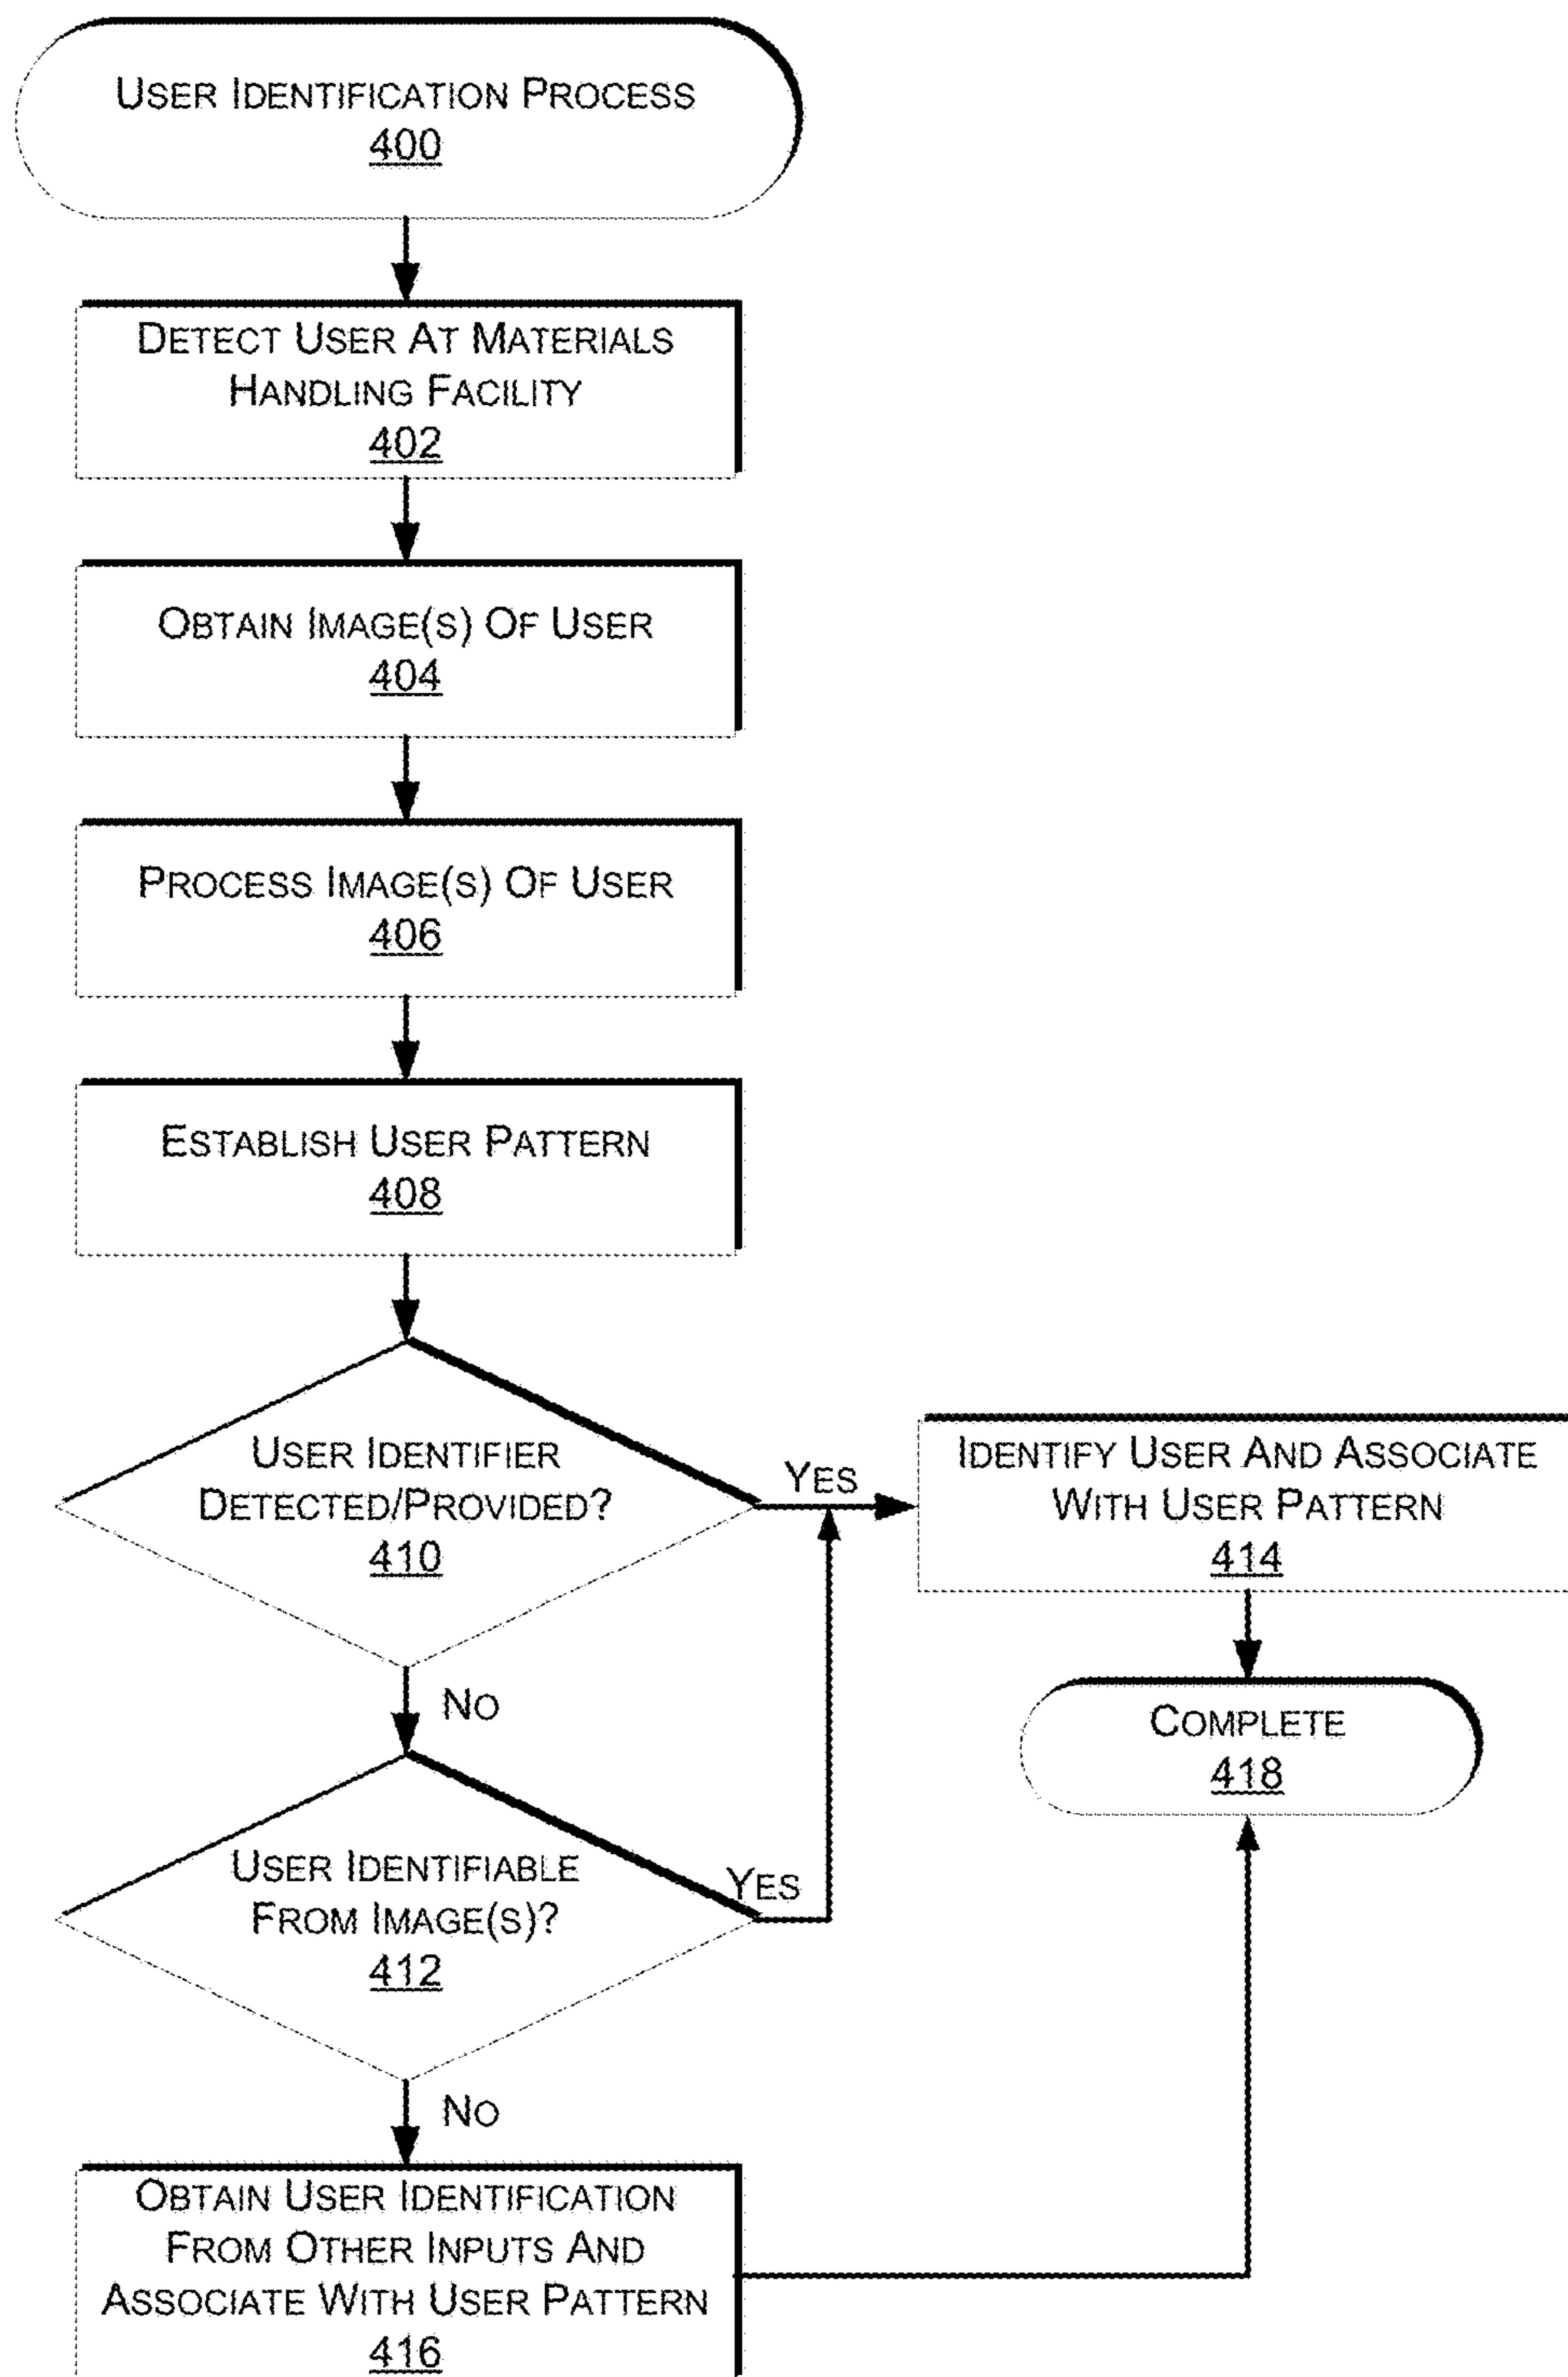 USER IDENTIFICATION PROCESS
400
DETECT USER AT MATERIALS
HANDLING FACILITY
402
OBTAIN IMAGE(S) OF USER
404
PROCESS IMAGE(S) OF USER
406
ESTABLISH USER PATTERN
408
USER IDENTIFIER
DETECTED/PROVIDED?
410
YES
IDENTIFY USER AND ASSOCIATE
WITH USER PATTERN
414
NO
COMPLETE
418
USER IDENTIFIABLE
FROM IMAGE(S)?
412
YES
NO
OBTAIN USER IDENTIFICATION
FROM OTHER INPUTS AND
ASSOCIATE WITH USER PATTERN
416